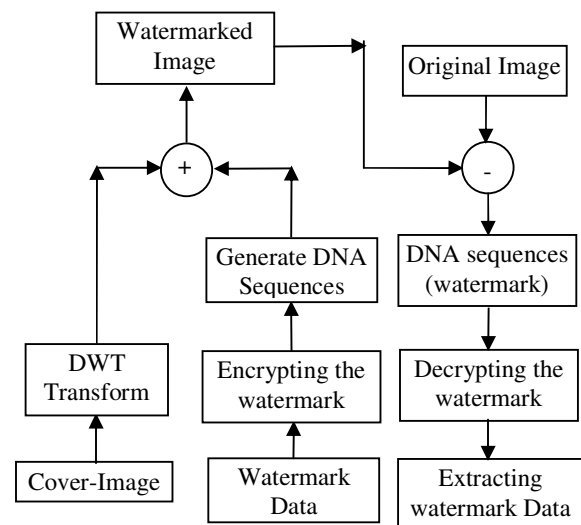 Watermarked
Image
Original Image
+
-
Generate DNA
Sequences
DNA sequences
(watermark)
DWT
Transform
Encrypting the
watermark
Decrypting the
watermark
Cover-Image
Watermark
Data
Extracting
watermark Data